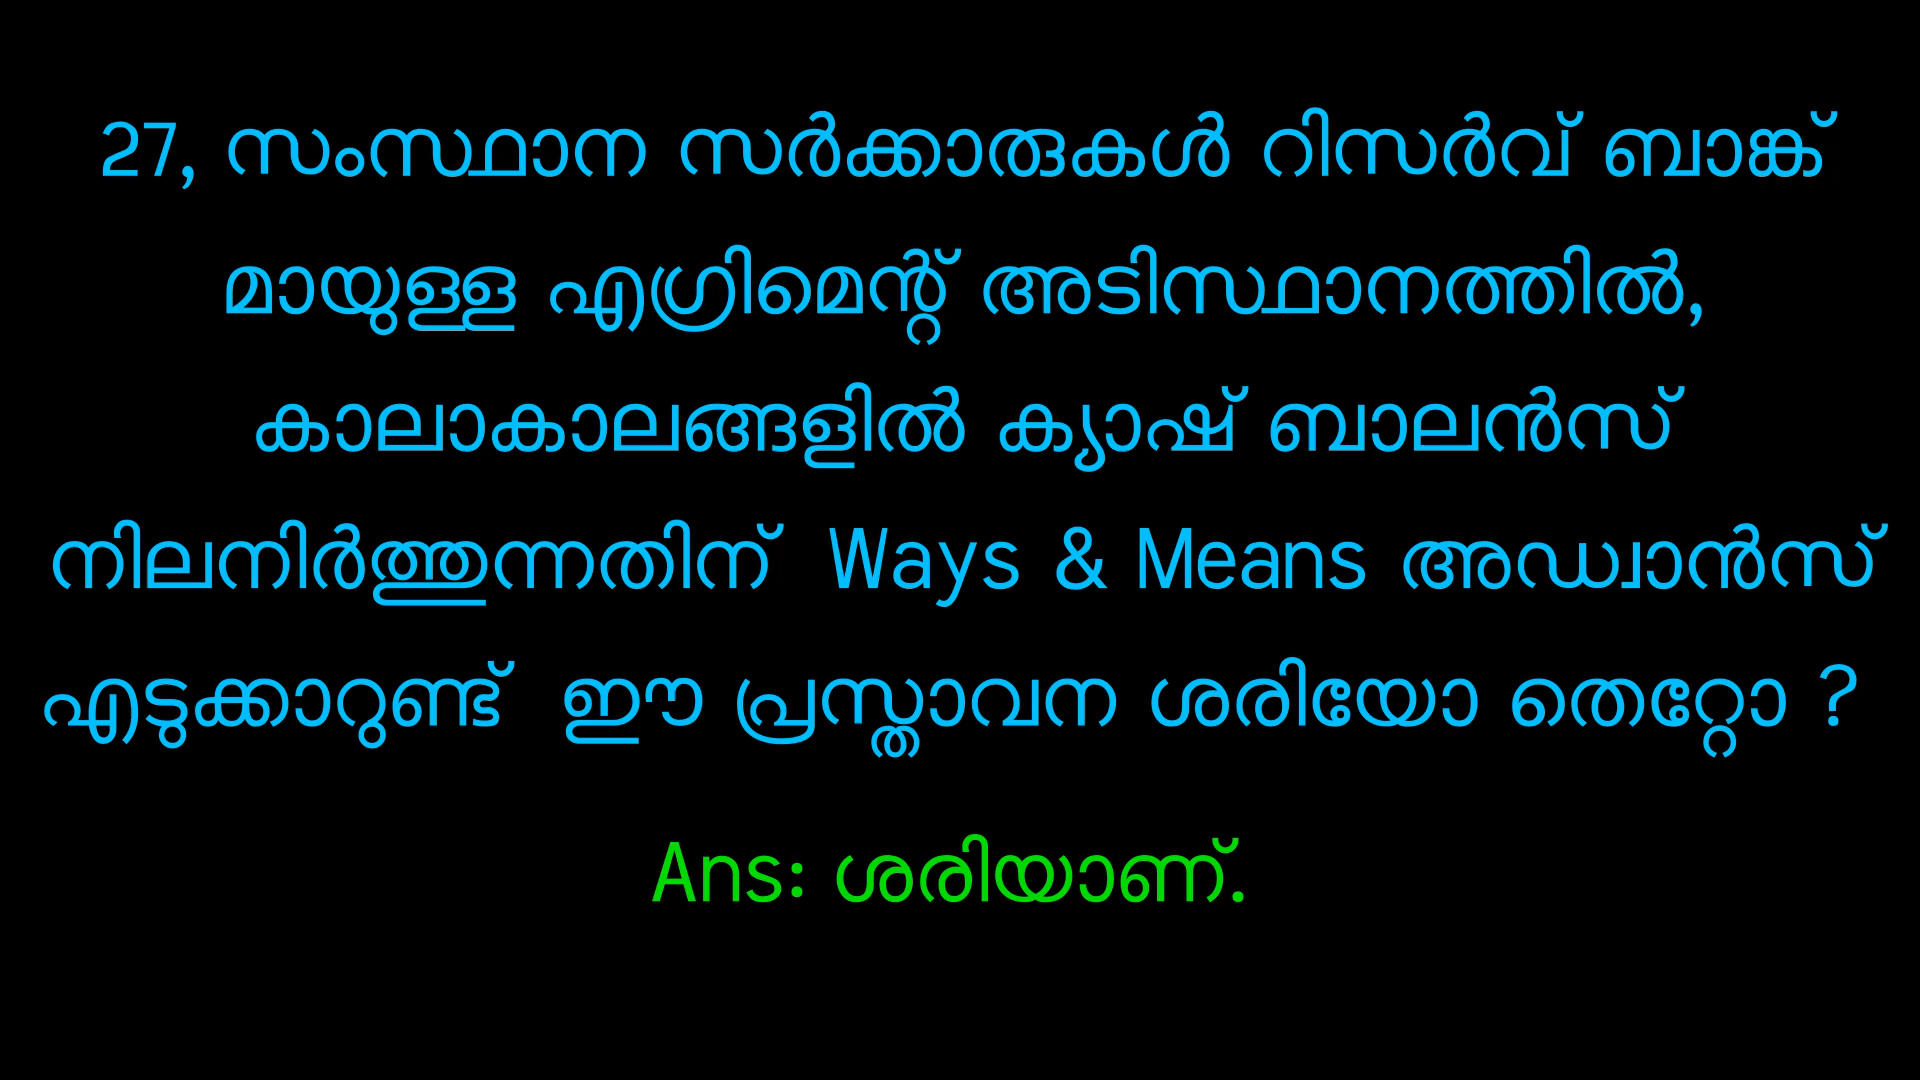 27, സംസ്ഥാന സർക്കാരുകൾ റിസർവ് ബാങ്ക്
മായുള്ള എഗ്രിമെന്റ് അടിസ്ഥാനത്തിൽ,
കാലാകാലങ്ങളിൽ ക്യാഷ് ബാലൻസ്
നിലനിർത്തുന്നതിന് Ways & Means അഡ്വാൻസ്
എടുക്കാറുണ്ട് ഈ പ്രസ്താവന ശരിയോ തെറ്റോ ?
Ans: ശരിയാണ്.